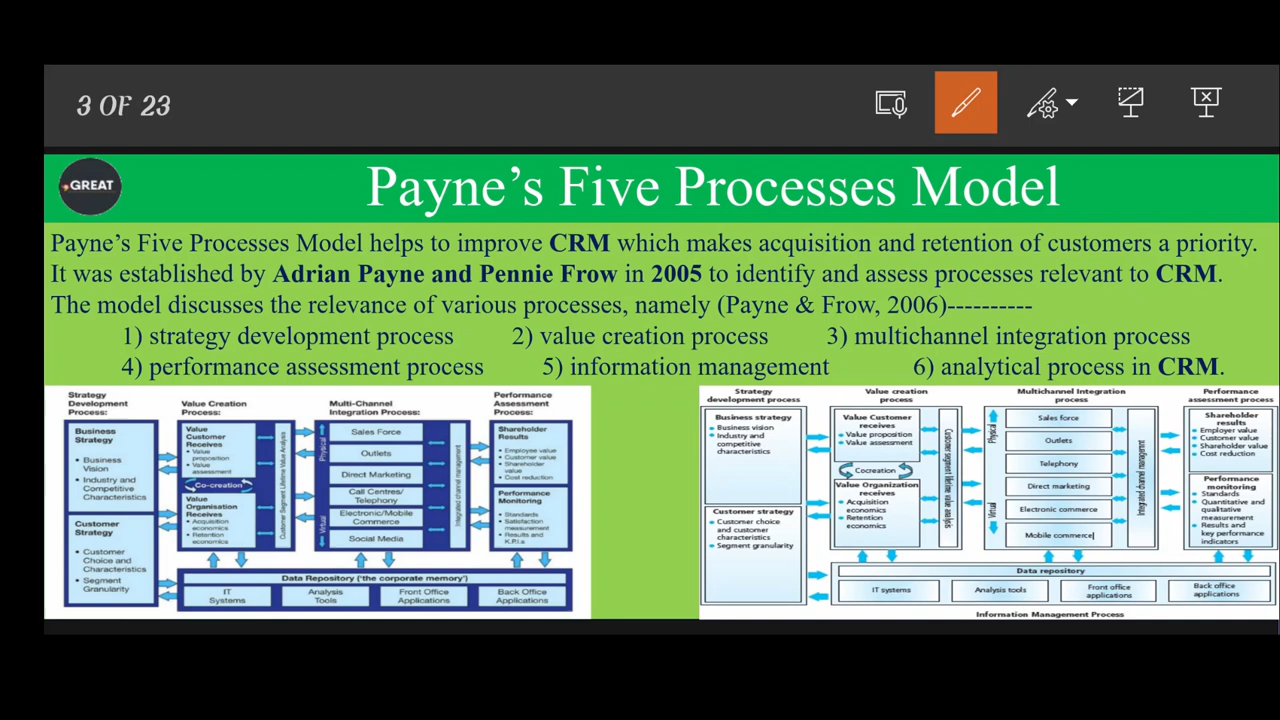 3 OF 23
GREAT
Payne's Five Processes Model
Payne's Five Processes Model helps to improve CRM which makes acquisition and retention of customers a priority.
It was established by Adrian Payne and Pennie Frow in 2005 to identify and assess processes relevant to CRM.
The model discusses the relevance of various processes, namely (Payne & Frow, 2006)----------
1) strategy development process 2) value creation process 3) multichannel integration process
4) performance assessment process 5) information management 6) analytical process in CRM.
Strategy
Development
Process:
Business
Strategy
• Business
Vision
• Industry and
Competitive
Characteristics
Customer
Strategy
• Customer
Choice and
Characteristics
• Segment
Granularity
Value Creation
Process:
Value
Customer
Receives
• Value
proposition
• Value
assessment
Co-creation
Value
Organisation
Receives
• Acquisition
economics
• Retention
economics
Customer Segment Lifetime Value Analysis
Multi-Channel
Integration Process:
Physical
Virtual
Sales Force
Outlets
Direct Marketing
Call Centres/
Telephony
Electronic/Mobile
Commerce
Social Media
Integrated channel management
Performance
Assessment
Process:
Shareholder
Results
• Employee value
• Customer value
• Shareholder
value
• Cost reduction
Performance
Monitoring
• Standards
• Satisfaction
measurement
• Results and
K.P.I.s
Data Repository ('the corporate memory')
IT
Systems
Analysis
Tools
Front Office
Applications
Back Office
Applications
Strategy
development process
Business strategy
• Business vision
• Industry and
competitive
characteristics
Customer strategy
• Customer choice
and customer
characteristics
• Segment granularity
Value creation
process
Value Customer
receives
• Value proposition
• Value assessment
Cocreation
Value Organization
receives
• Acquisition
economics
• Retention
economics
Customer segment lifetime value analysis
Multichannel Integration
process
Physical
Virtual
Sales force
Outlets
Telephony
Direct marketing
Electronic commerce
Mobile commerce
Integrated channel management
Performance
assessment process
Shareholder
results
• Employer value
• Customer value
• Shareholder value
• Cost reduction
Performance
monitoring
• Standards
• Quantitative and
qualitative
measurement
• Results and
key performance
indicators
Data repository
IT systems
Analysis tools
Front office
applications
Back office
applications
Information Management Process